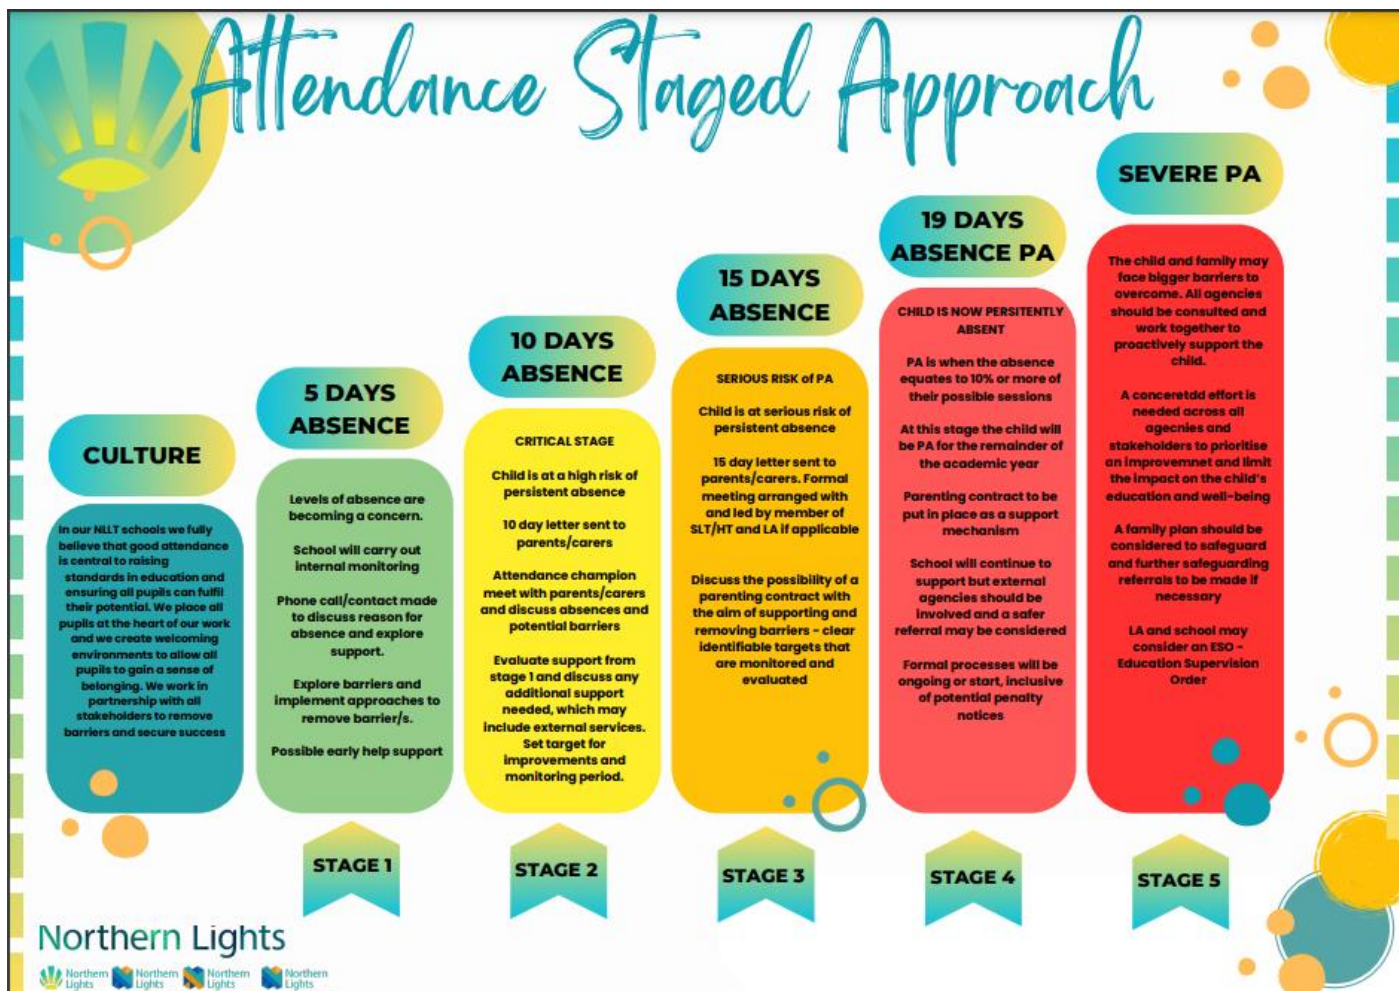 Attendance Staged Approach
CULTURE
In our NLLT schools we fully
believe that good attendance
is central to raising
standards in education and
ensuring all pupils can fulfil
their potential. We place all
pupils at the heart of our work
and we create welcoming
environments to allow all
pupils to gain a sense of
belonging. We work in
partnership with all
stakeholders to remove
barriers and secure success
5 DAYS
ABSENCE
Levels of absence are
becoming a concern.
School will carry out
internal monitoring
Phone call/contact made
to discuss reason for
absence and explore
support.
Explore barriers and
implement approaches to
remove barrier/s.
Possible early help support
STAGE 1
10 DAYS
ABSENCE
CRITICAL STAGE
Child is at a high risk of
persistent absence
10 day letter sent to
parents/carers
Attendance champion
meet with parents/carers
and discuss absences and
potential barriers
Evaluate support from
stage 1 and discuss any
additional support
needed, which may
include external services.
Set target for
improvements and
monitoring period.
STAGE 2
15 DAYS
ABSENCE
SERIOUS RISK of PA
Child is at serious risk of
persistent absence
15 day letter sent to
parents/carers. Formal
meeting arranged with
and led by member of
SLT/HT and LA if applicable
Discuss the possibility of a
parenting contract with
the aim of supporting and
removing barriers - clear
identifiable targets that
are monitored and
evaluated
STAGE 3
19 DAYS
ABSENCE PA
CHILD IS NOW PERSITENTLY
ABSENT
PA is when the absence
equates to 10% or more of
their possible sessions
At this stage the child will
be PA for the remainder of
the academic year
Parenting contract to be
put in place as a support
mechanism
School will continue to
support but external
agencies should be
involved and a safer
referral may be considered
Formal processes will be
ongoing or start, inclusive
of potential penalty
notices
STAGE 4
SEVERE PA
The child and family may
face bigger barriers to
overcome. All agencies
should be consulted and
work together to
proactively support the
child.
A conceretdd effort is
needed across all
agecnies and
stakeholders to prioritise
an improvemnet and limit
the impact on the child's
education and well-being
A family plan should be
considered to safeguard
and further safeguarding
referrals to be made if
necessary
LA and school may
consider an ESO -
Education Supervision
Order
STAGE 5
Northern Lights
Northern Lights
Northern Lights
Northern Lights
Northern Lights